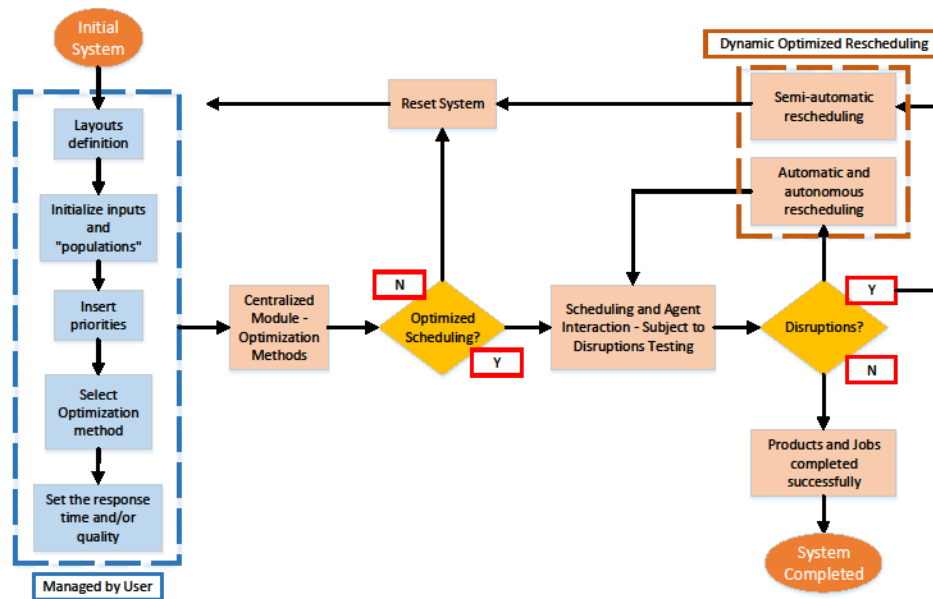 Initial
System
Dynamic Optimized Rescheduling
Layouts
definition
Reset System
Semi-automatic
rescheduling
Initialize inputs
and
"populations"
Automatic and
autonomous
rescheduling
Insert
priorities
Centralized
Module -
Optimization
Methods
N
Optimized
Scheduling?
Y
Scheduling and Agent
Interaction - Subject to
Disruptions Testing
Disruptions?
Y
N
Select
Optimization
method
Set the response
time and/or
quality
Products and Jobs
completed
successfully
System
Completed
Managed by User